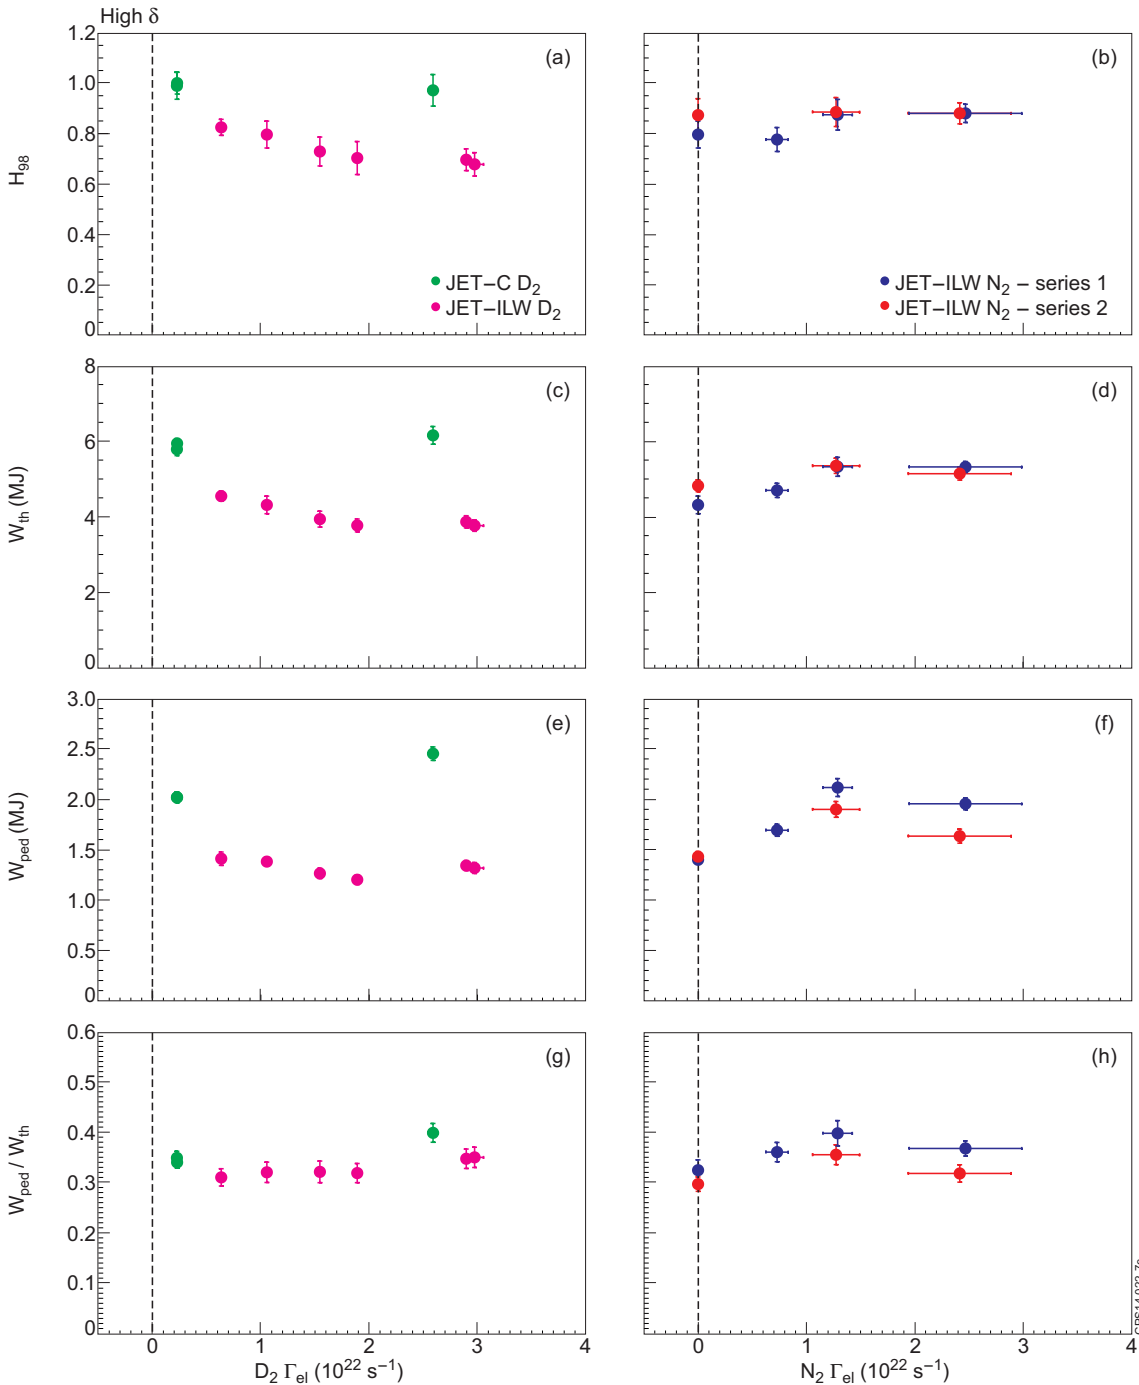 High δ
1.2
1.0
0.8
0.6
0.4
0.2
0
H98
(a)
JET–C D2
JET–ILW D2
(b)
JET–ILW N2 – series 1
JET–ILW N2 – series 2
8
6
4
2
0
Wth (MJ)
(c)
(d)
3.0
2.5
2.0
1.5
1.0
0.5
0
Wped (MJ)
(e)
(f)
0.6
0.5
0.4
0.3
0.2
0.1
0
Wped / Wth
(g)
(h)
0 1 2 3 4
D2 Γel (10²² s⁻¹)
0 1 2 3 4
N2 Γel (10²² s⁻¹)